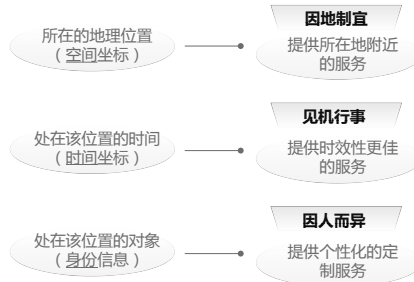 因地制宜
所在的地理位置
（空间坐标）
提供所在地附近
的服务
见机行事
处在该位置的时间
（时间坐标）
提供时效性更佳
的服务
因人而异
处在该位置的对象
（身份信息）
提供个性化的定
制服务